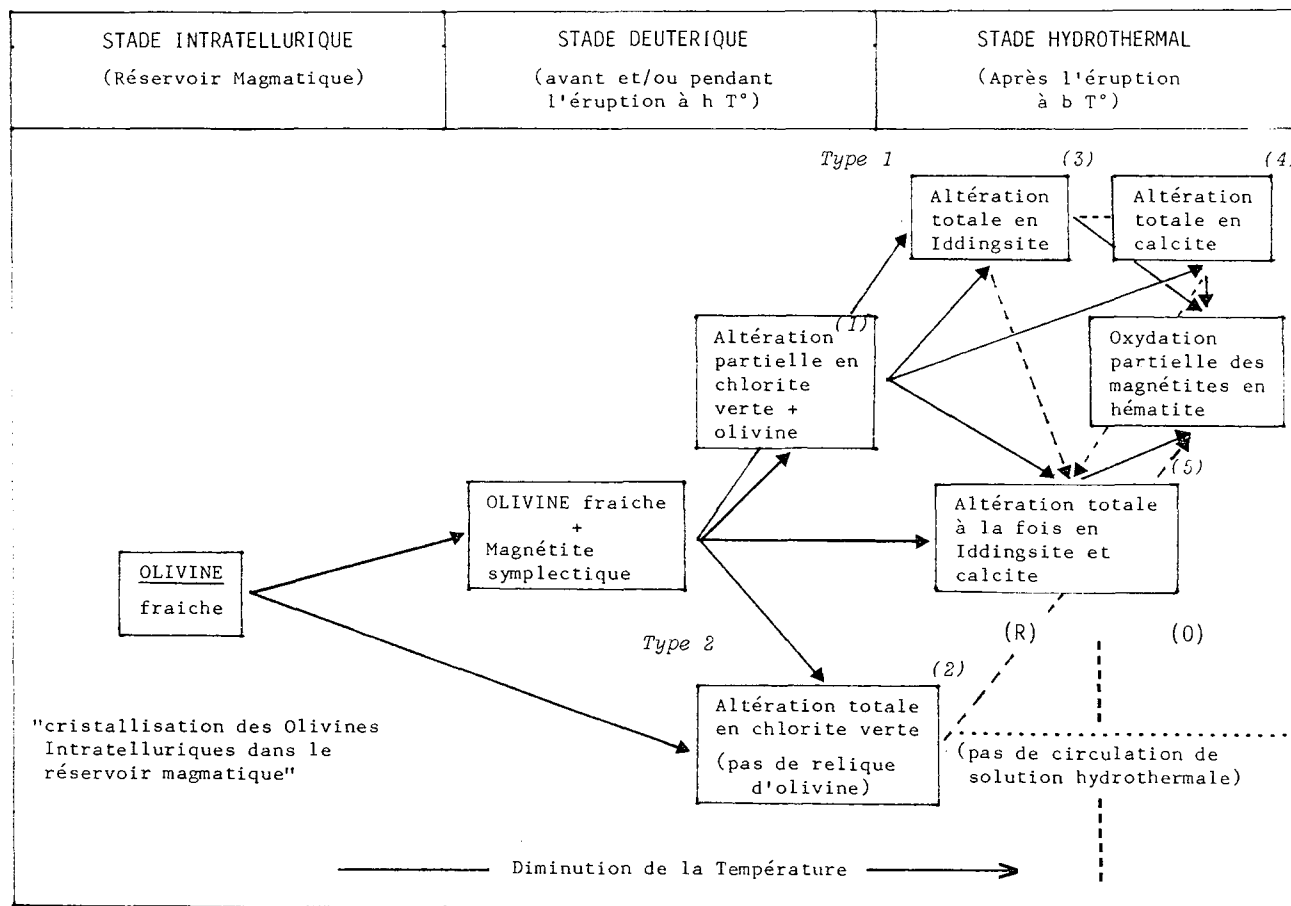 STADE INTRATELLURIQUE
(Réservoir Magmatique)
STADE DEUTERIQUE
(avant et/ou pendant
l'éruption à h T°)
STADE HYDROTHERMAL
(Après l'éruption
à b T°)
Type 1
(3)
(4)
Altération
totale en
Iddingsite
Altération
totale en
calcite
(1)
Altération
partielle en
chlorite
verte +
olivine
Oxydation
partielle des
magnétites en
hématite
(5)
OLIVINE fraiche
+
Magnétite
symplectique
Altération totale
à la fois en
Iddingsite et
calcite
OLIVINE
fraiche
Type 2
(R)
(O)
(2)
Altération totale
en chlorite verte
(pas de relique
d'olivine)
"cristallisation des Olivines
Intratelluriques dans le
réservoir magmatique"
(pas de circulation de
solution hydrothermale)
Diminution de la Température